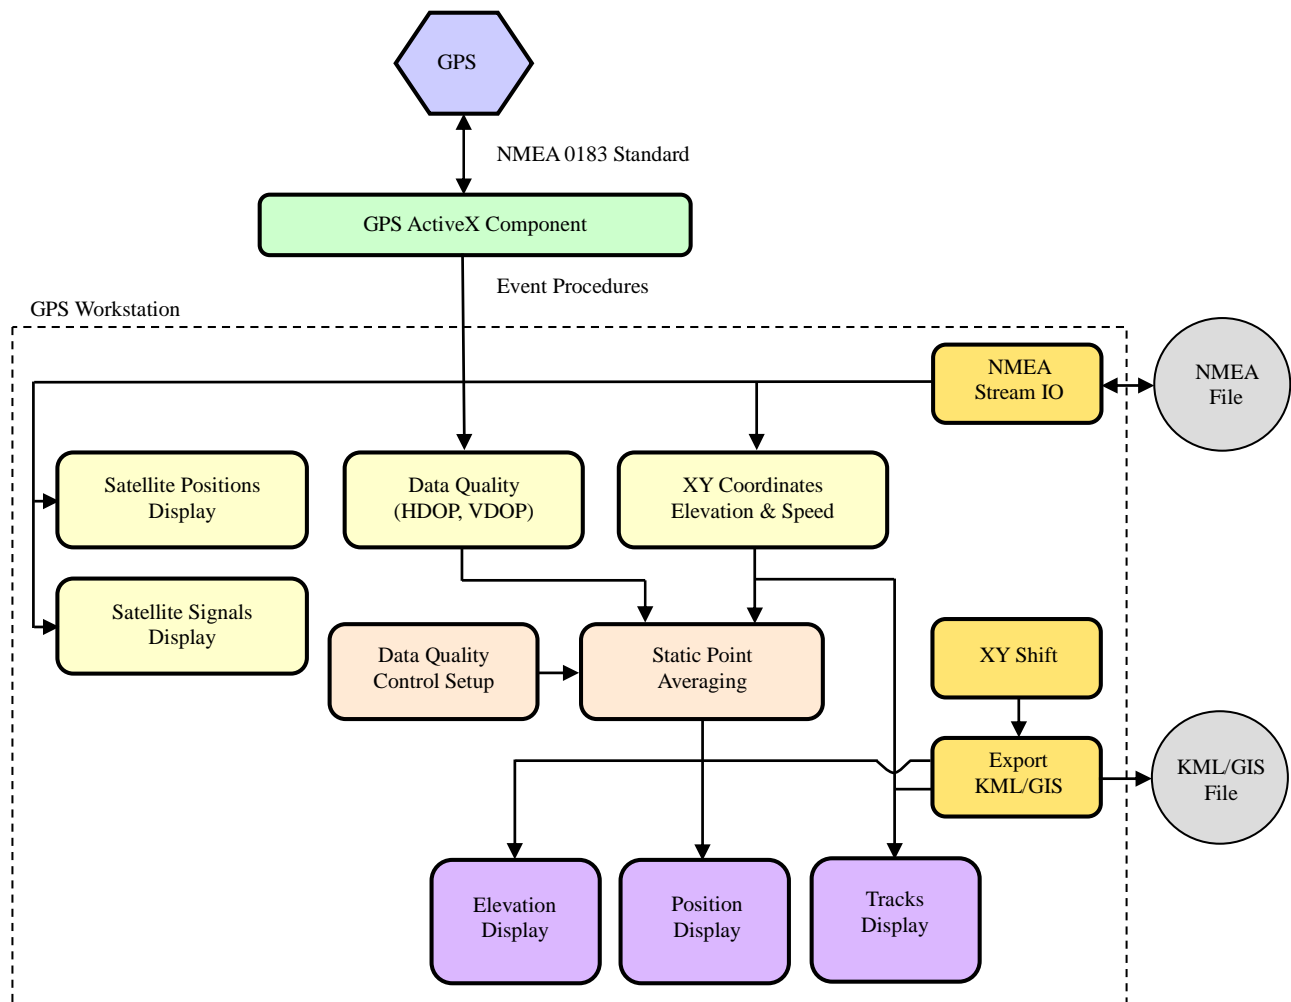 GPS
NMEA 0183 Standard
GPS ActiveX Component
Event Procedures
GPS Workstation
NMEA
Stream IO
NMEA
File
Satellite Positions
Display
Data Quality
(HDOP, VDOP)
XY Coordinates
Elevation & Speed
Satellite Signals
Display
Data Quality
Control Setup
Static Point
Averaging
XY Shift
Export
KML/GIS
KML/GIS
File
Elevation
Display
Position
Display
Tracks
Display